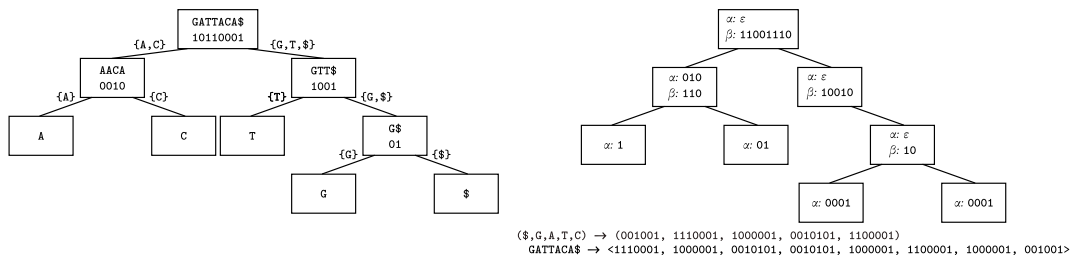 GATTACA$
10110001
{A,C}
{G,T,$}
AACA
0010
GTT$
1001
{A}
{C}
{T}
{G,$}
A
C
T
G$
01
{G}
{$}
G
$
α: ε
β: 11001110
α: 010
β: 110
α: ε
β: 10010
α: 1
α: 01
α: ε
β: 10
α: 0001
α: 0001
($,G,A,T,C) → (001001, 1110001, 1000001, 0010101, 1100001)
GATTACA$ → <1110001, 1000001, 0010101, 0010101, 1000001, 1100001, 1000001, 001001>